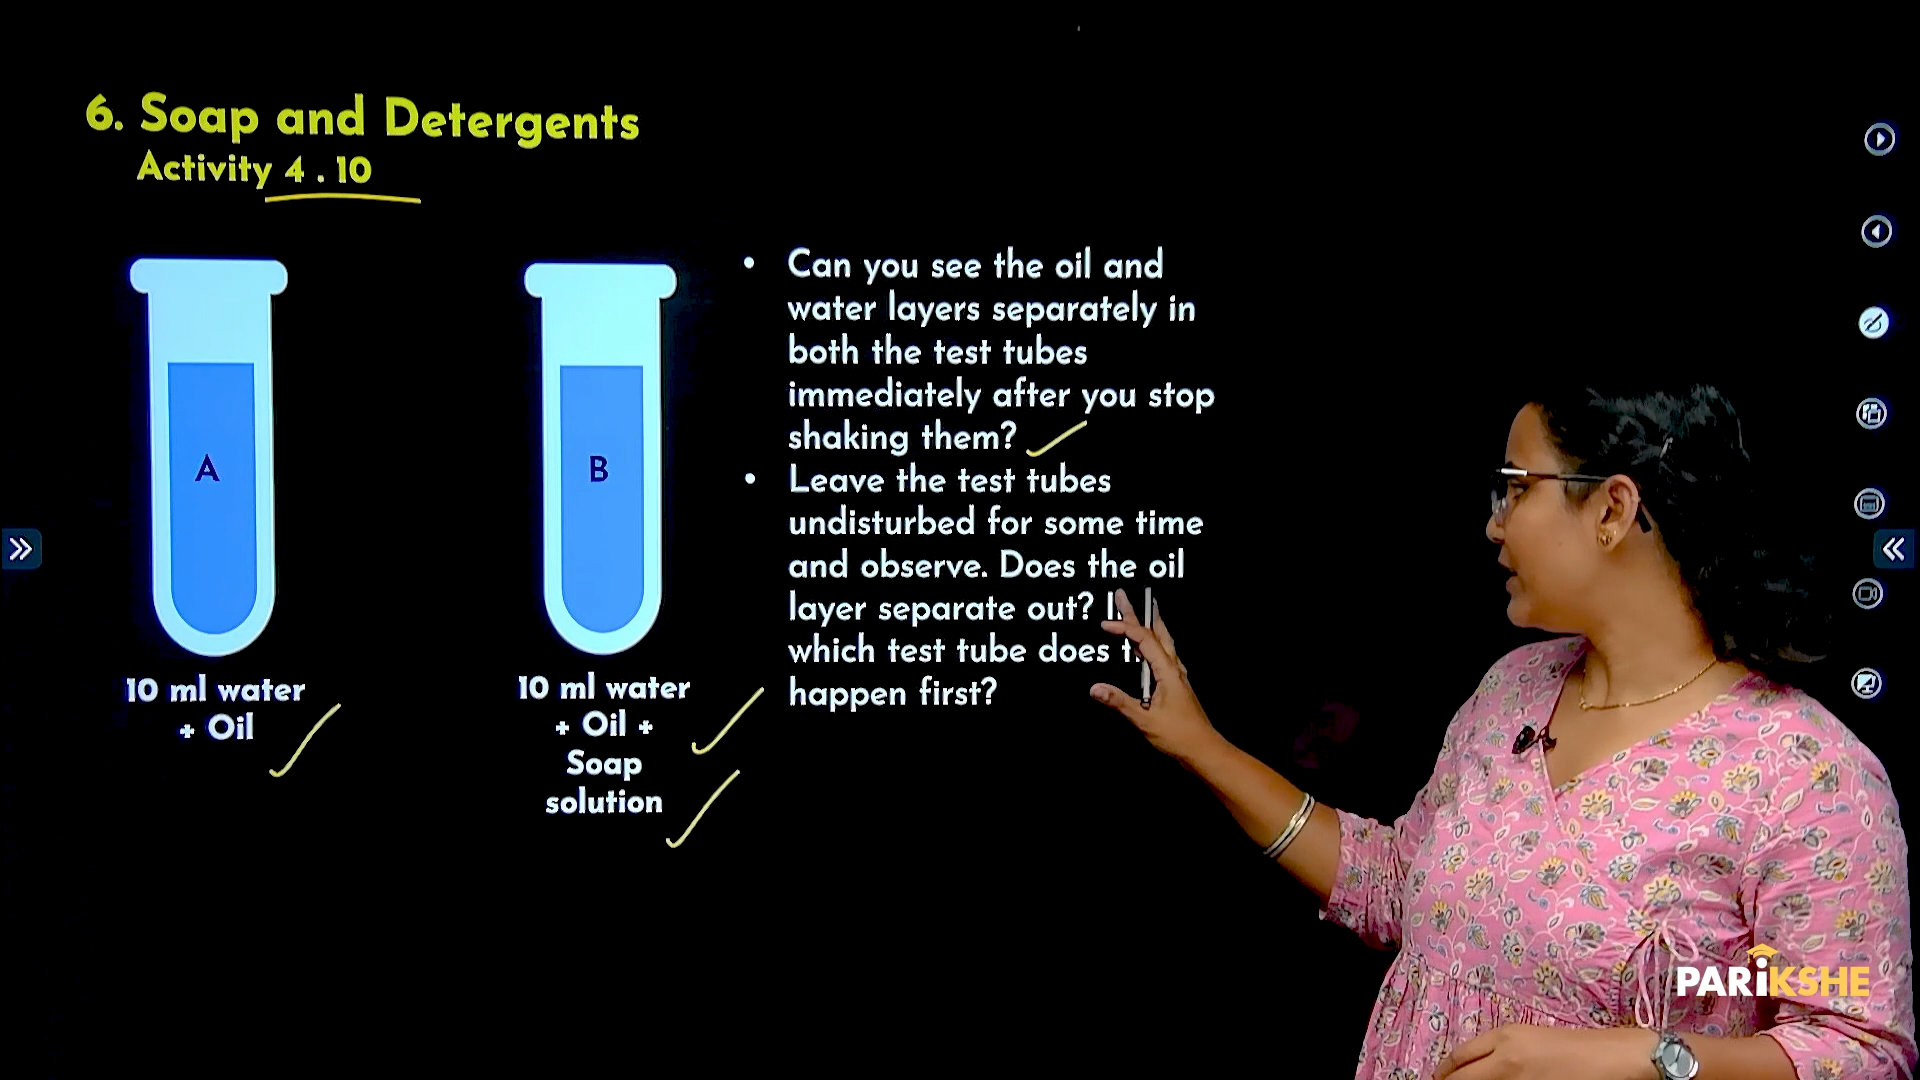 6. Soap and Detergents
Activity 4 . 10
A
10 ml water
+ Oil
B
10 ml water
+ Oil +
Soap
solution
• Can you see the oil and
water layers separately in
both the test tubes
immediately after you stop
shaking them?
• Leave the test tubes
undisturbed for some time
and observe. Does the oil
layer separate out?
which test tube does
happen first?
PARiKSHE